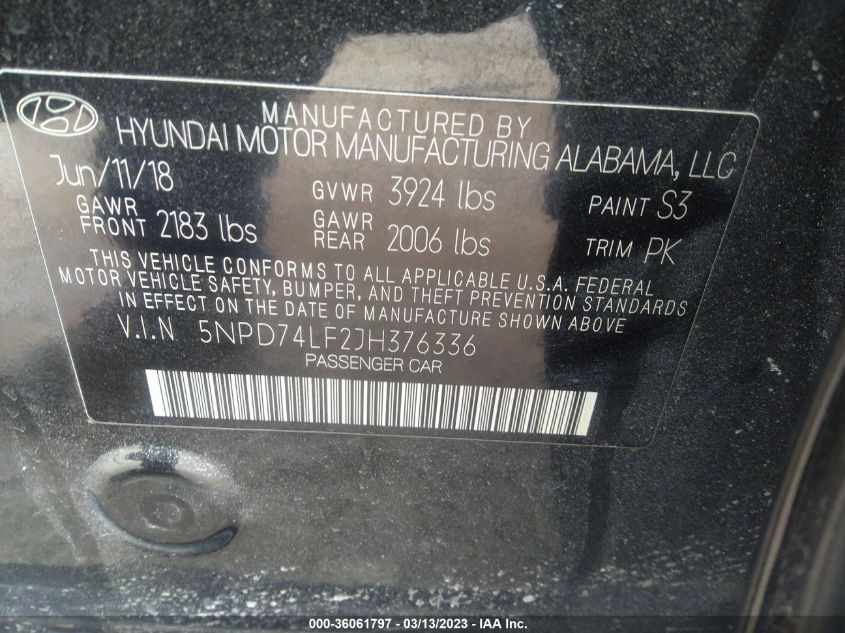 MANUFACTURED BY
HYUNDAI MOTOR MANUFACTURING ALABAMA, LLC
Jun/11/18 GVWR 3924 lbs PAINT S3
GAWR FRONT 2183 lbs GAWR REAR 2006 lbs TRIM PK
THIS VEHICLE CONFORMS TO ALL APPLICABLE U.S.A. FEDERAL
MOTOR VEHICLE SAFETY, BUMPER, AND THEFT PREVENTION STANDARDS
IN EFFECT ON THE DATE OF MANUFACTURE SHOWN ABOVE
V.I.N 5NPD74LF2JH376336
PASSENGER CAR
000-36061797 - 03/13/2023 - IAA Inc.